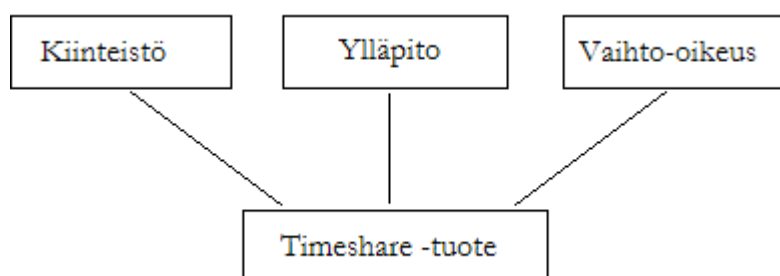 Kiinteistö
Ylläpito
Vaihto-oikeus
Timeshare -tuote